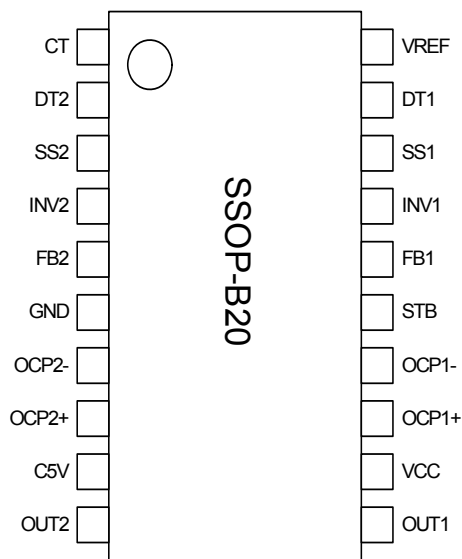 CT VREF
DT2 DT1
SS2 SS1
INV2 INV1
FB2 FB1
GND STB
OCP2- OCP1-
OCP2+ OCP1+
C5V VCC
OUT2 OUT1
SSOP-B20